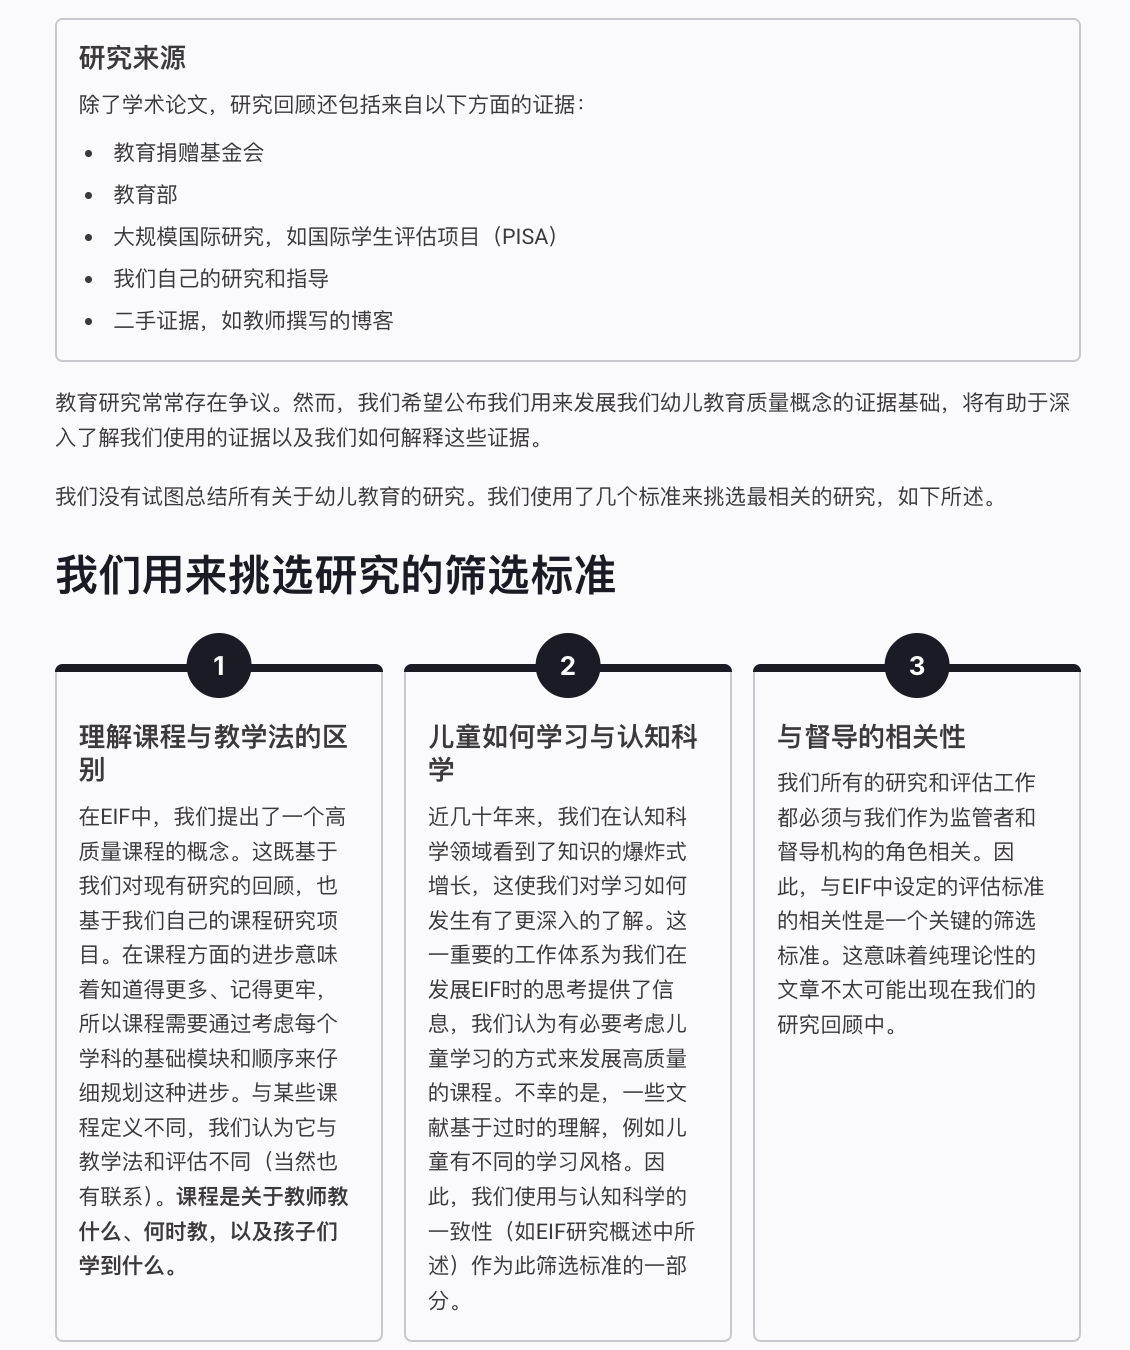 研究来源
除了学术论文，研究回顾还包括来自以下方面的证据：
• 教育捐赠基金会
• 教育部
• 大规模国际研究，如国际学生评估项目（PISA）
• 我们自己的研究和指导
• 二手证据，如教师撰写的博客
教育研究常常存在争议。然而，我们希望公布我们用来发展我们幼儿教育质量概念的证据基础，将有助于深
入了解我们使用的证据以及我们如何解释这些证据。
我们没有试图总结所有关于幼儿教育的研究。我们使用了几个标准来挑选最相关的研究，如下所述。
我们用来挑选研究的筛选标准
1
理解课程与教学法的区
别
在EIF中，我们提出了一个高
质量课程的概念。这既基于
我们对现有研究的回顾，也
基于我们自己的课程研究项
目。在课程方面的进步意味
着知道得更多、记得更牢，
所以课程需要通过考虑每个
学科的基础模块和顺序来仔
细规划这种进步。与某些课
程定义不同，我们认为它与
教学法和评估不同（当然也
有联系）。课程是关于教师教
什么、何时教，以及孩子们
学到什么。
2
儿童如何学习与认知科
学
近几十年来，我们在认知科
学领域看到了知识的爆炸式
增长，这使我们对学习如何
发生有了更深入的了解。这
一重要的工作体系为我们在
发展EIF时的思考提供了信
息，我们认为有必要考虑儿
童学习的方式来发展高质量
的课程。不幸的是，一些文
献基于过时的理解，例如儿
童有不同的学习风格。因
此，我们使用与认知科学的
一致性（如EIF研究概述中所
述）作为此筛选标准的一部
分。
3
与督导的相关性
我们所有的研究和评估工作
都必须与我们作为监管者和
督导机构的角色相关。因
此，与EIF中设定的评估标准
的相关性是一个关键的筛选
标准。这意味着纯理论性的
文章不太可能出现在我们的
研究回顾中。